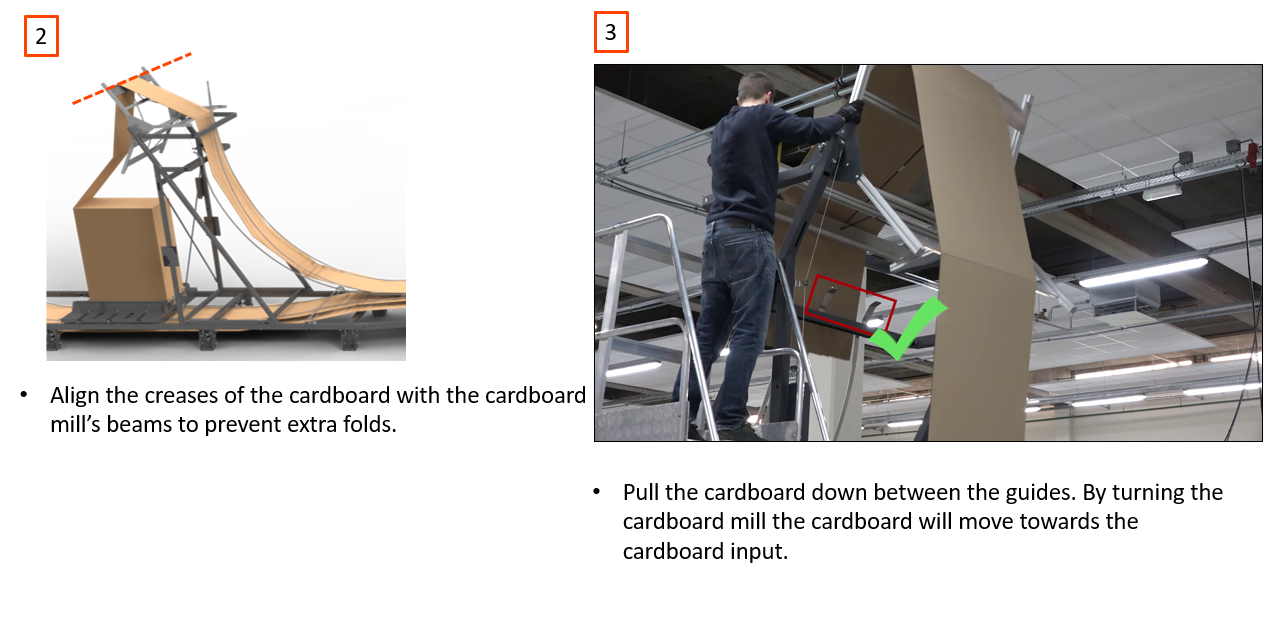 2
• Align the creases of the cardboard with the cardboard
mill’s beams to prevent extra folds.
3
• Pull the cardboard down between the guides. By turning the
cardboard mill the cardboard will move towards the
cardboard input.